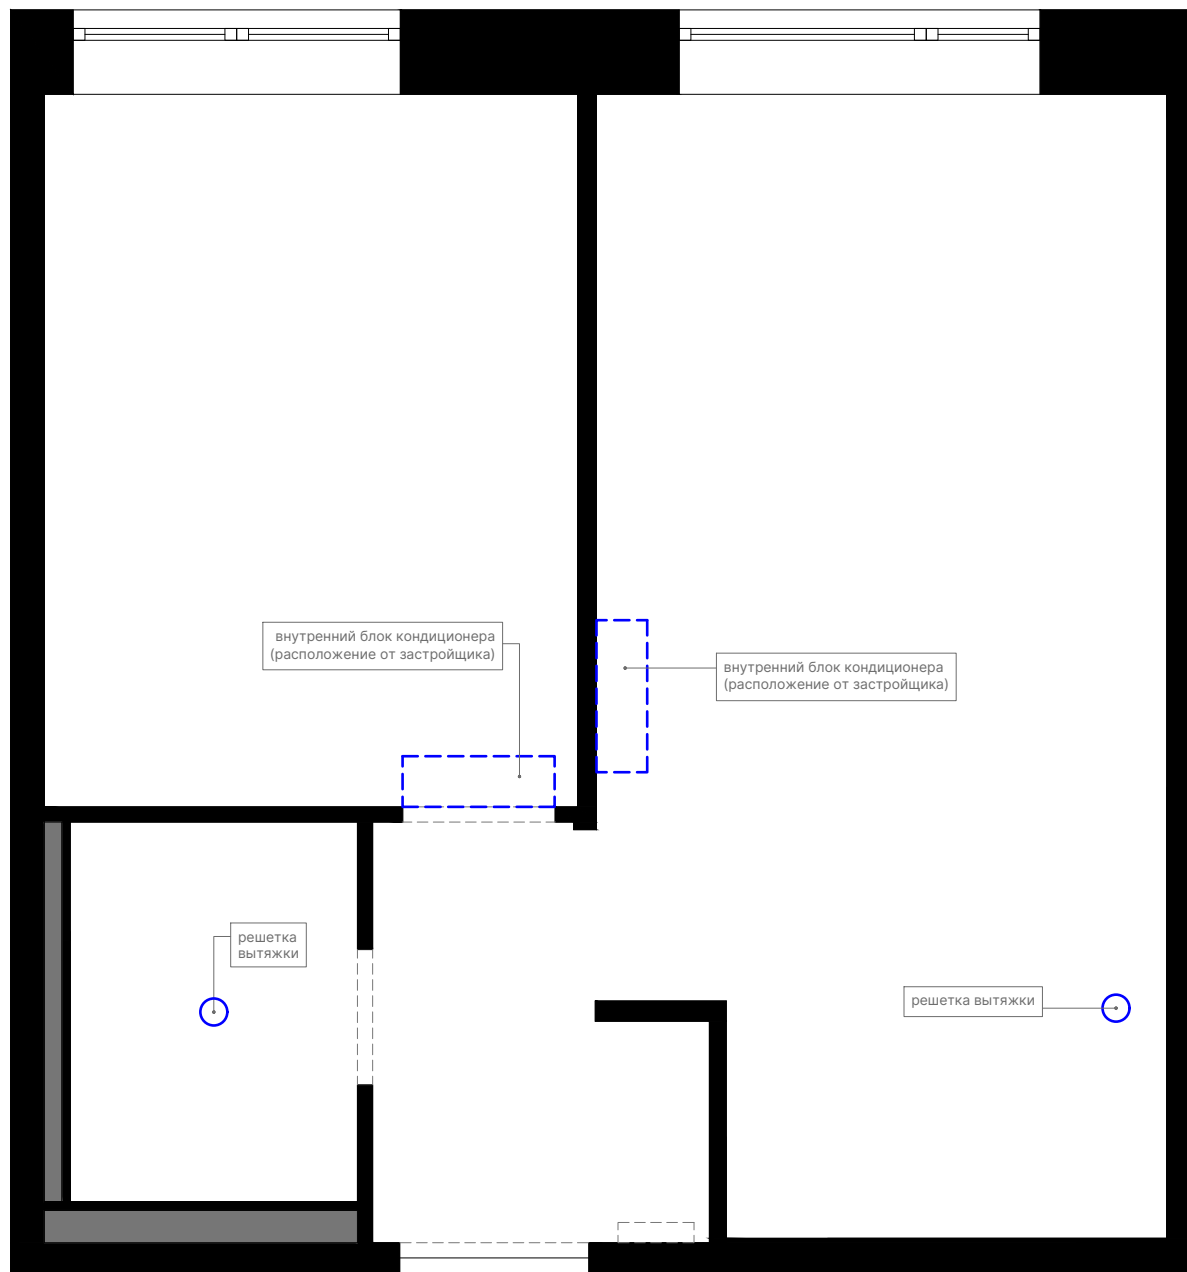 внутренний блок кондиционера
(расположение от застройщика)
внутренний блок кондиционера
(расположение от застройщика)
решетка
вытяжки
решетка вытяжки